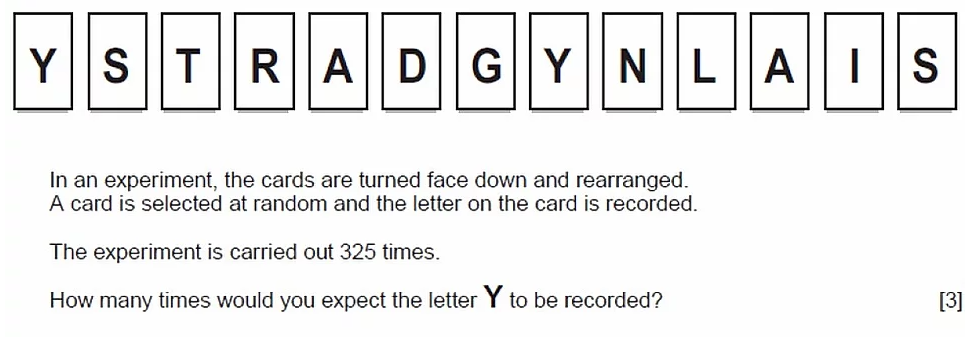 Y S T R A D G Y N L A I S
In an experiment, the cards are turned face down and rearranged.
A card is selected at random and the letter on the card is recorded.
The experiment is carried out 325 times.
How many times would you expect the letter Y to be recorded? [3]